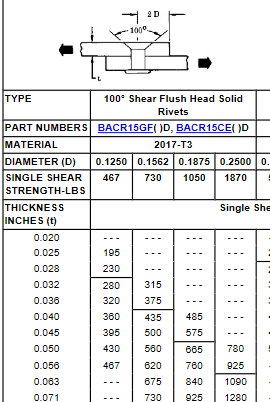 2 D
100°
L
TYPE 100° Shear Flush Head Solid
Rivets
PART NUMBERS BACR15GF( )D, BACR15CE( )D
MATERIAL 2017-T3
DIAMETER (D) 0.1250 0.1562 0.1875 0.2500 0.
SINGLE SHEAR 467 730 1050 1870
STRENGTH-LBS
THICKNESS Single She
INCHES (t)
0.020 - - - - - - - - - - - -
0.025 195 - - - - - - - - -
0.028 230 - - - - - - - - -
0.032 280 315 - - - - - -
0.036 320 375 - - - - - -
0.040 360 435 485 - - -
0.045 395 500 575 - - -
0.050 430 560 665 780
0.056 467 620 760 925
0.063 - - - 675 840 1090
0.071 - - - 730 925 1280